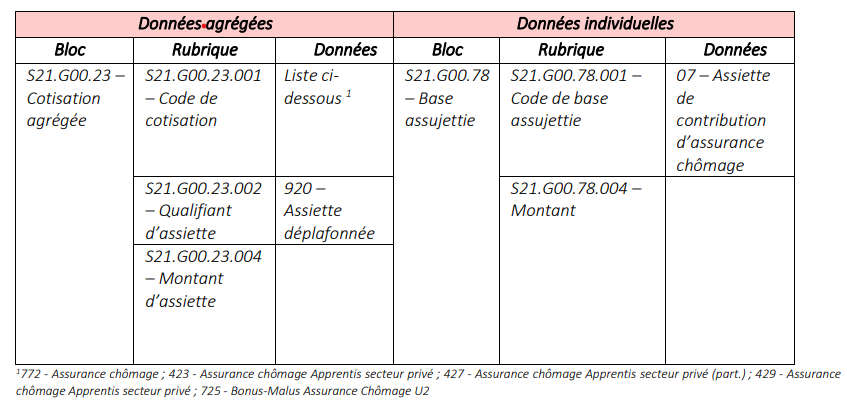 Données agrégées
Données individuelles
Bloc
Rubrique
Données
Bloc
Rubrique
Données
S21.G00.23 –
Cotisation
agrégée
S21.G00.23.001
– Code de
cotisation
Liste ci-
dessous 1
S21.G00.78
– Base
assujettie
S21.G00.78.001 –
Code de base
assujettie
07 – Assiette
de
contribution
d’assurance
chômage
S21.G00.23.002
– Qualifiant
d’assiette
920 –
Assiette
déplafonnée
S21.G00.78.004 –
Montant
S21.G00.23.004
– Montant
d’assiette
1772 - Assurance chômage ; 423 - Assurance chômage Apprentis secteur privé ; 427 - Assurance chômage Apprentis secteur privé (part.) ; 429 - Assurance
chômage Apprentis secteur privé ; 725 - Bonus-Malus Assurance Chômage U2